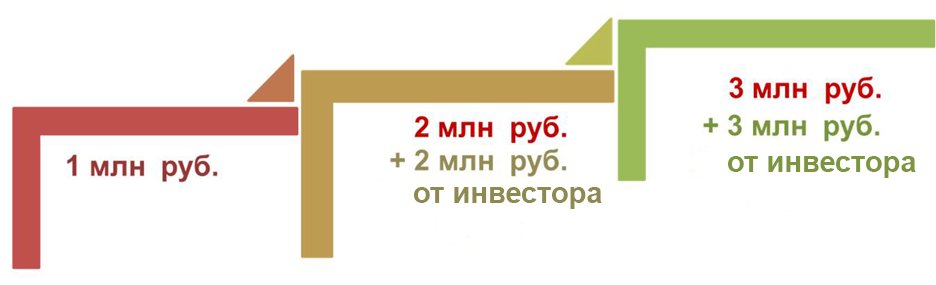 1 млн руб.
2 млн руб.
+ 2 млн руб.
от инвестора
3 млн руб.
+ 3 млн руб.
от инвестора